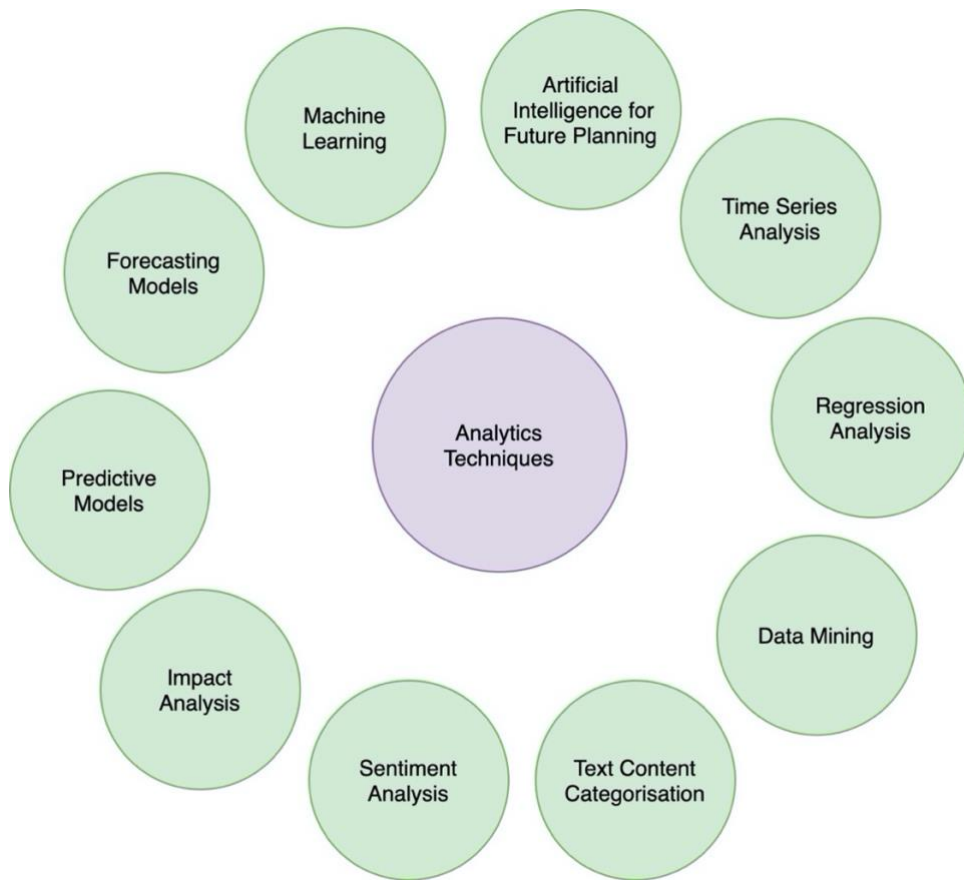 Artificial
Intelligence for
Future Planning
Machine
Learning
Time Series
Analysis
Forecasting
Models
Regression
Analysis
Analytics
Techniques
Predictive
Models
Data Mining
Impact
Analysis
Sentiment
Analysis
Text Content
Categorisation